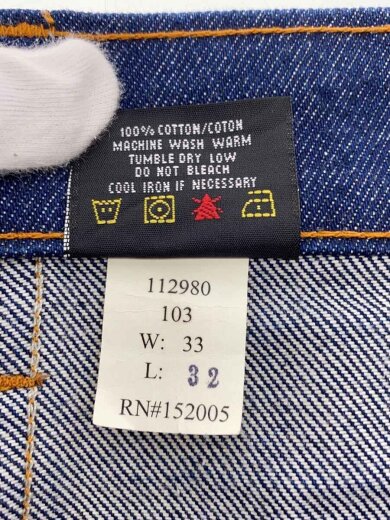 100% COTTON/COTON
MACHINE WASH WARM
TUMBLE DRY LOW
DO NOT BLEACH
COOL IRON IF NECESSARY
112980
103
W: 33
L: 32
RN#152005